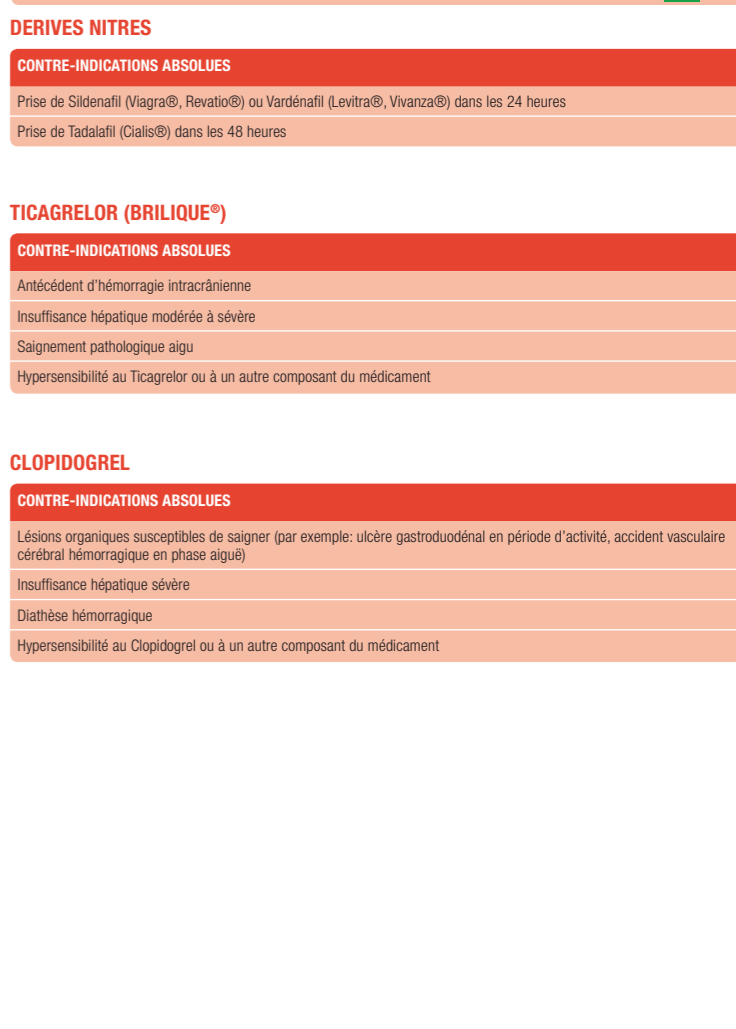 DERIVES NITRES
CONTRE-INDICATIONS ABSOLUES
Prise de Sildenafil (Viagra®, Revatio®) ou Vardénafil (Levitra®, Vivanza®) dans les 24 heures
Prise de Tadalafil (Cialis®) dans les 48 heures
TICAGRELOR (BRILIQUE®)
CONTRE-INDICATIONS ABSOLUES
Antécédent d’hémorragie intracrânienne
Insuffisance hépatique modérée à sévère
Saignement pathologique aigu
Hypersensibilité au Ticagrelor ou à un autre composant du médicament
CLOPIDOGREL
CONTRE-INDICATIONS ABSOLUES
Lésions organiques susceptibles de saigner (par exemple: ulcère gastroduodénal en période d’activité, accident vasculaire
cérébral hémorragique en phase aiguë)
Insuffisance hépatique sévère
Diathèse hémorragique
Hypersensibilité au Clopidogrel ou à un autre composant du médicament